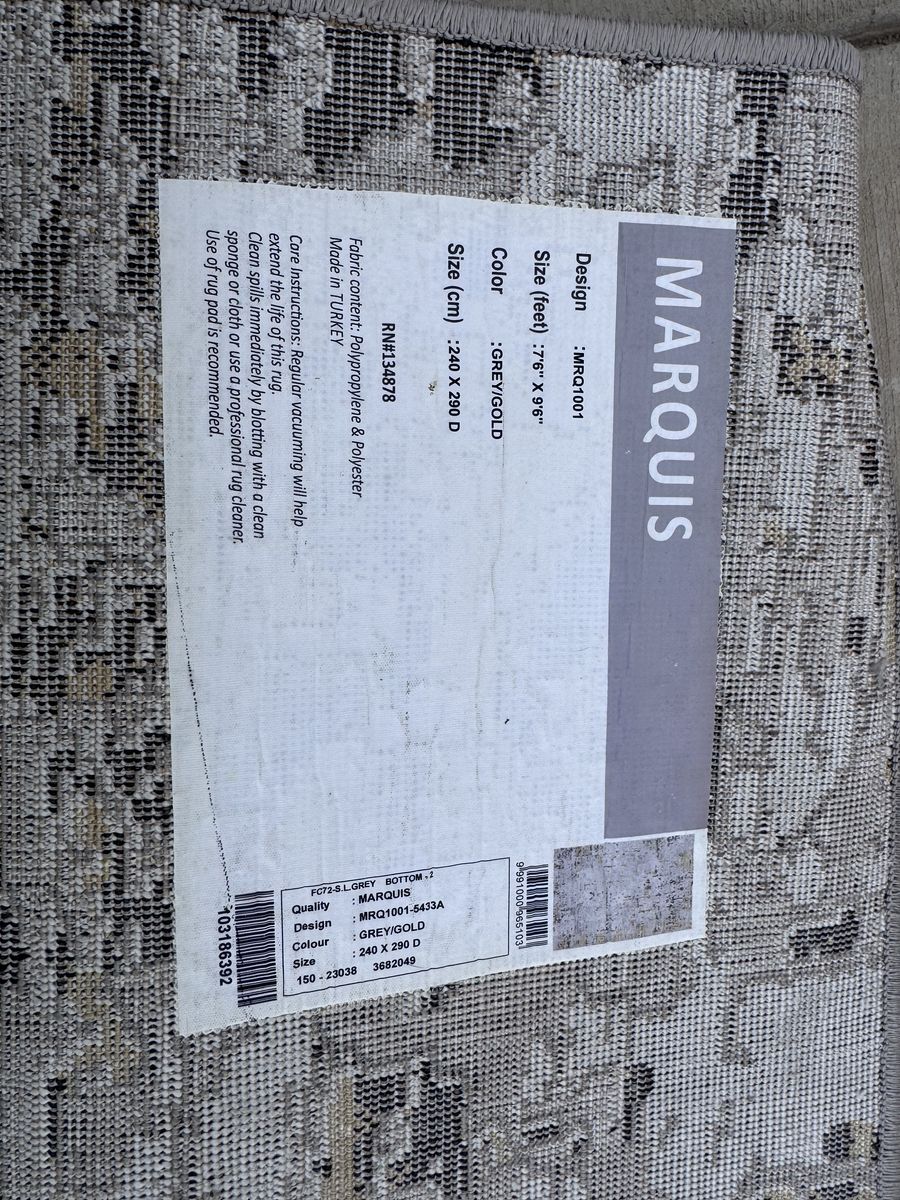 MARQUIS
Design :MRQ1001
Size (feet) :7'6" X 9'6"
Color :GREY/GOLD
Size (cm) :240 X 290 D
RN#134878
Fabric content: Polypropylene & Polyester
Made in TURKEY
Care Instructions: Regular vacuuming will help
extend the life of this rug.
Clean spills immediately by blotting with a clean
sponge or cloth or use a professional rug cleaner.
Use of rug pad is recommended.
9991000965103
FC72-S.L.GREY BOTTOM - 2
Quality : MARQUIS
Design : MRQ1001-5433A
Colour : GREY/GOLD
Size : 240 X 290 D
150 - 23038 3682049
103186392